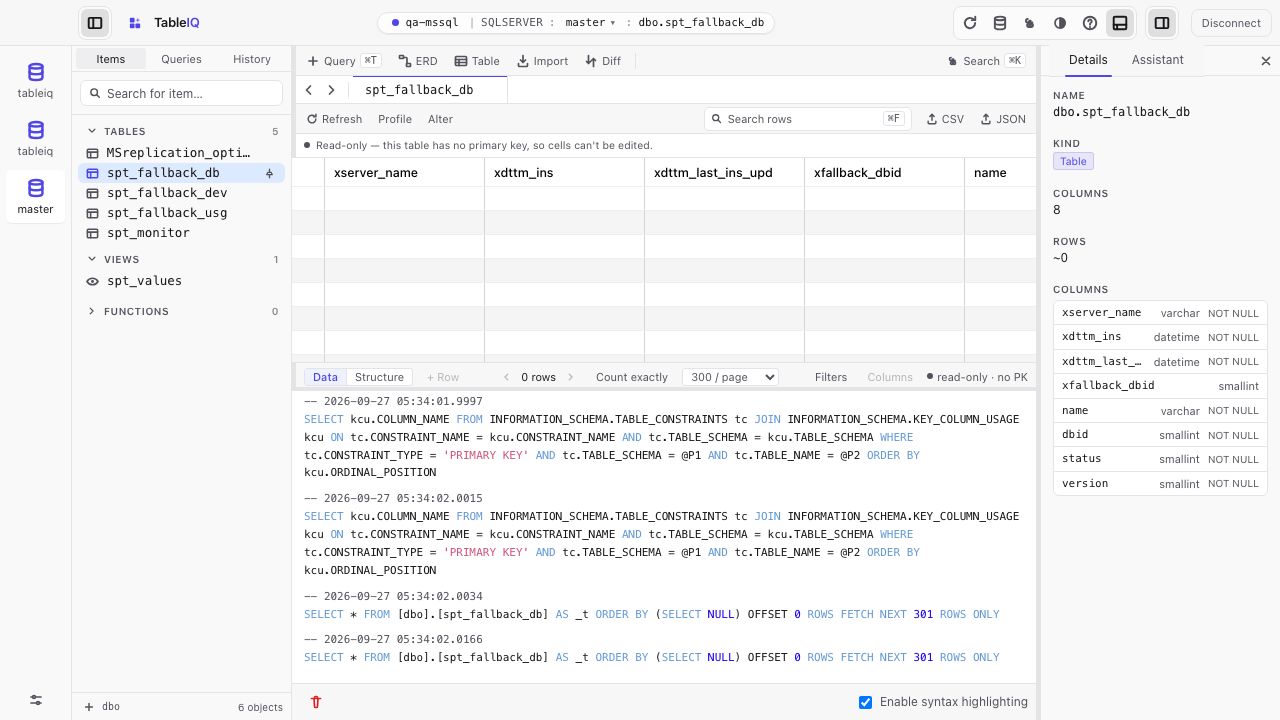 TableIQ
qa-mssql | SQLSERVER : master ▾ : dbo.spt_fallback_db
Disconnect
tableiq
tableiq
master
Items Queries History
Search for item...
TABLES 5
MSreplication_opti…
spt_fallback_db
spt_fallback_dev
spt_fallback_usg
spt_monitor
VIEWS 1
spt_values
FUNCTIONS 0
+ dbo 6 objects
+ Query ⌘T ERD Table Import Diff Search ⌘K
spt_fallback_db
Refresh Profile Alter Search rows ⌘F CSV JSON
Read-only — this table has no primary key, so cells can't be edited.
xserver_name xdttm_ins xdttm_last_ins_upd xfallback_dbid name
Data Structure + Row 0 rows Count exactly 300 / page Filters Columns read-only · no PK
-- 2026-09-27 05:34:01.9997
SELECT kcu.COLUMN_NAME FROM INFORMATION_SCHEMA.TABLE_CONSTRAINTS tc JOIN INFORMATION_SCHEMA.KEY_COLUMN_USAGE
kcu ON tc.CONSTRAINT_NAME = kcu.CONSTRAINT_NAME AND tc.TABLE_SCHEMA = kcu.TABLE_SCHEMA WHERE
tc.CONSTRAINT_TYPE = 'PRIMARY KEY' AND tc.TABLE_SCHEMA = @P1 AND tc.TABLE_NAME = @P2 ORDER BY
kcu.ORDINAL_POSITION
-- 2026-09-27 05:34:02.0015
SELECT kcu.COLUMN_NAME FROM INFORMATION_SCHEMA.TABLE_CONSTRAINTS tc JOIN INFORMATION_SCHEMA.KEY_COLUMN_USAGE
kcu ON tc.CONSTRAINT_NAME = kcu.CONSTRAINT_NAME AND tc.TABLE_SCHEMA = kcu.TABLE_SCHEMA WHERE
tc.CONSTRAINT_TYPE = 'PRIMARY KEY' AND tc.TABLE_SCHEMA = @P1 AND tc.TABLE_NAME = @P2 ORDER BY
kcu.ORDINAL_POSITION
-- 2026-09-27 05:34:02.0034
SELECT * FROM [dbo].[spt_fallback_db] AS _t ORDER BY (SELECT NULL) OFFSET 0 ROWS FETCH NEXT 301 ROWS ONLY
-- 2026-09-27 05:34:02.0166
SELECT * FROM [dbo].[spt_fallback_db] AS _t ORDER BY (SELECT NULL) OFFSET 0 ROWS FETCH NEXT 301 ROWS ONLY
Enable syntax highlighting
Details Assistant
NAME
dbo.spt_fallback_db
KIND
Table
COLUMNS
8
ROWS
~0
COLUMNS
xserver_name varchar NOT NULL
xdttm_ins datetime NOT NULL
xdttm_last_… datetime NOT NULL
xfallback_dbid smallint
name varchar NOT NULL
dbid smallint NOT NULL
status smallint NOT NULL
version smallint NOT NULL